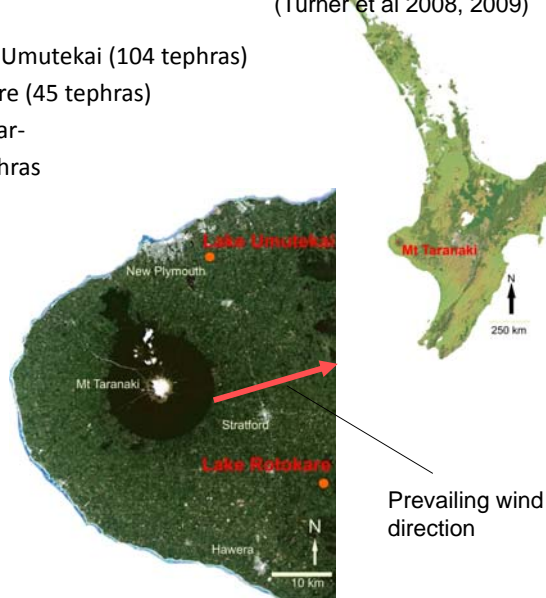 (Turner et al 2008, 2009)
Umutekai (104 tephras)
re (45 tephras)
ar-
hras
Mt Taranaki
N
250 km
Lake Umutekai
New Plymouth
Mt Taranaki
Stratford
Lake Rotokare
Hawera
N
10 km
Prevailing wind
direction